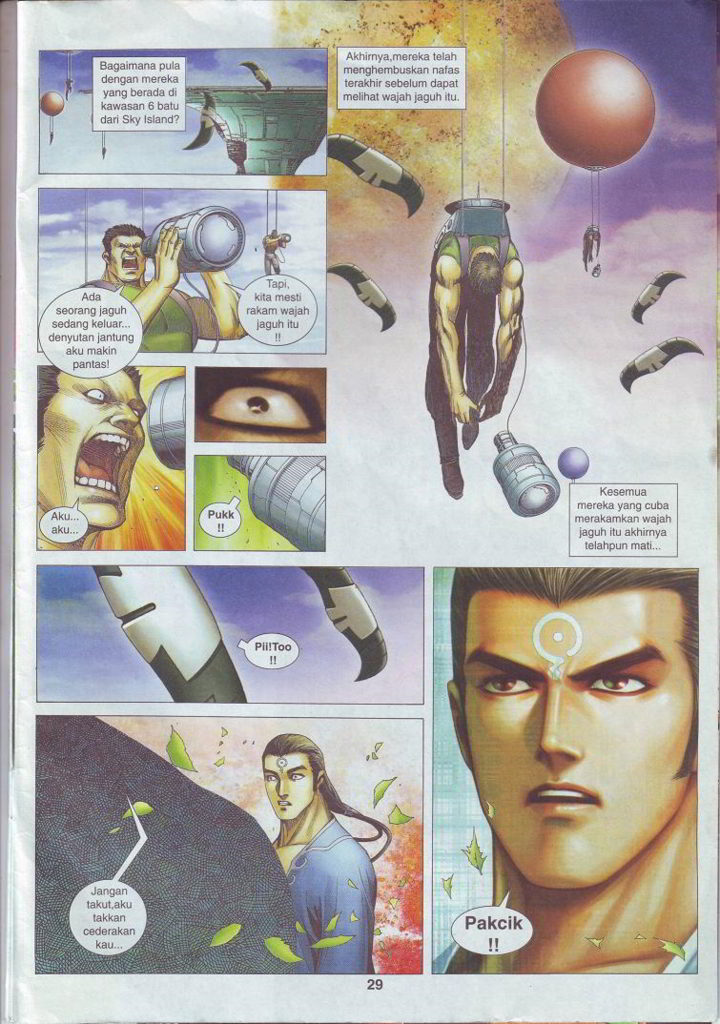 Bagaimana pula
dengan mereka
yang berada di
kawasan 6 batu
dari Sky Island?
Akhirnya,mereka telah
menghembuskan nafas
terakhir sebelum dapat
melihat wajah jaguh itu.
Ada
seorang jaguh
sedang keluar...
denyutan jantung
aku makin
pantas!
Tapi,
kita mesti
rakam wajah
jaguh itu
!!
Aku...
aku...
Pukk
!!
Kesemua
mereka yang cuba
merakamkan wajah
jaguh itu akhirnya
telahpun mati...
Pii!Too
!!
Pakcik
!!
Jangan
takut,aku
takkan
cederakan
kau...
29